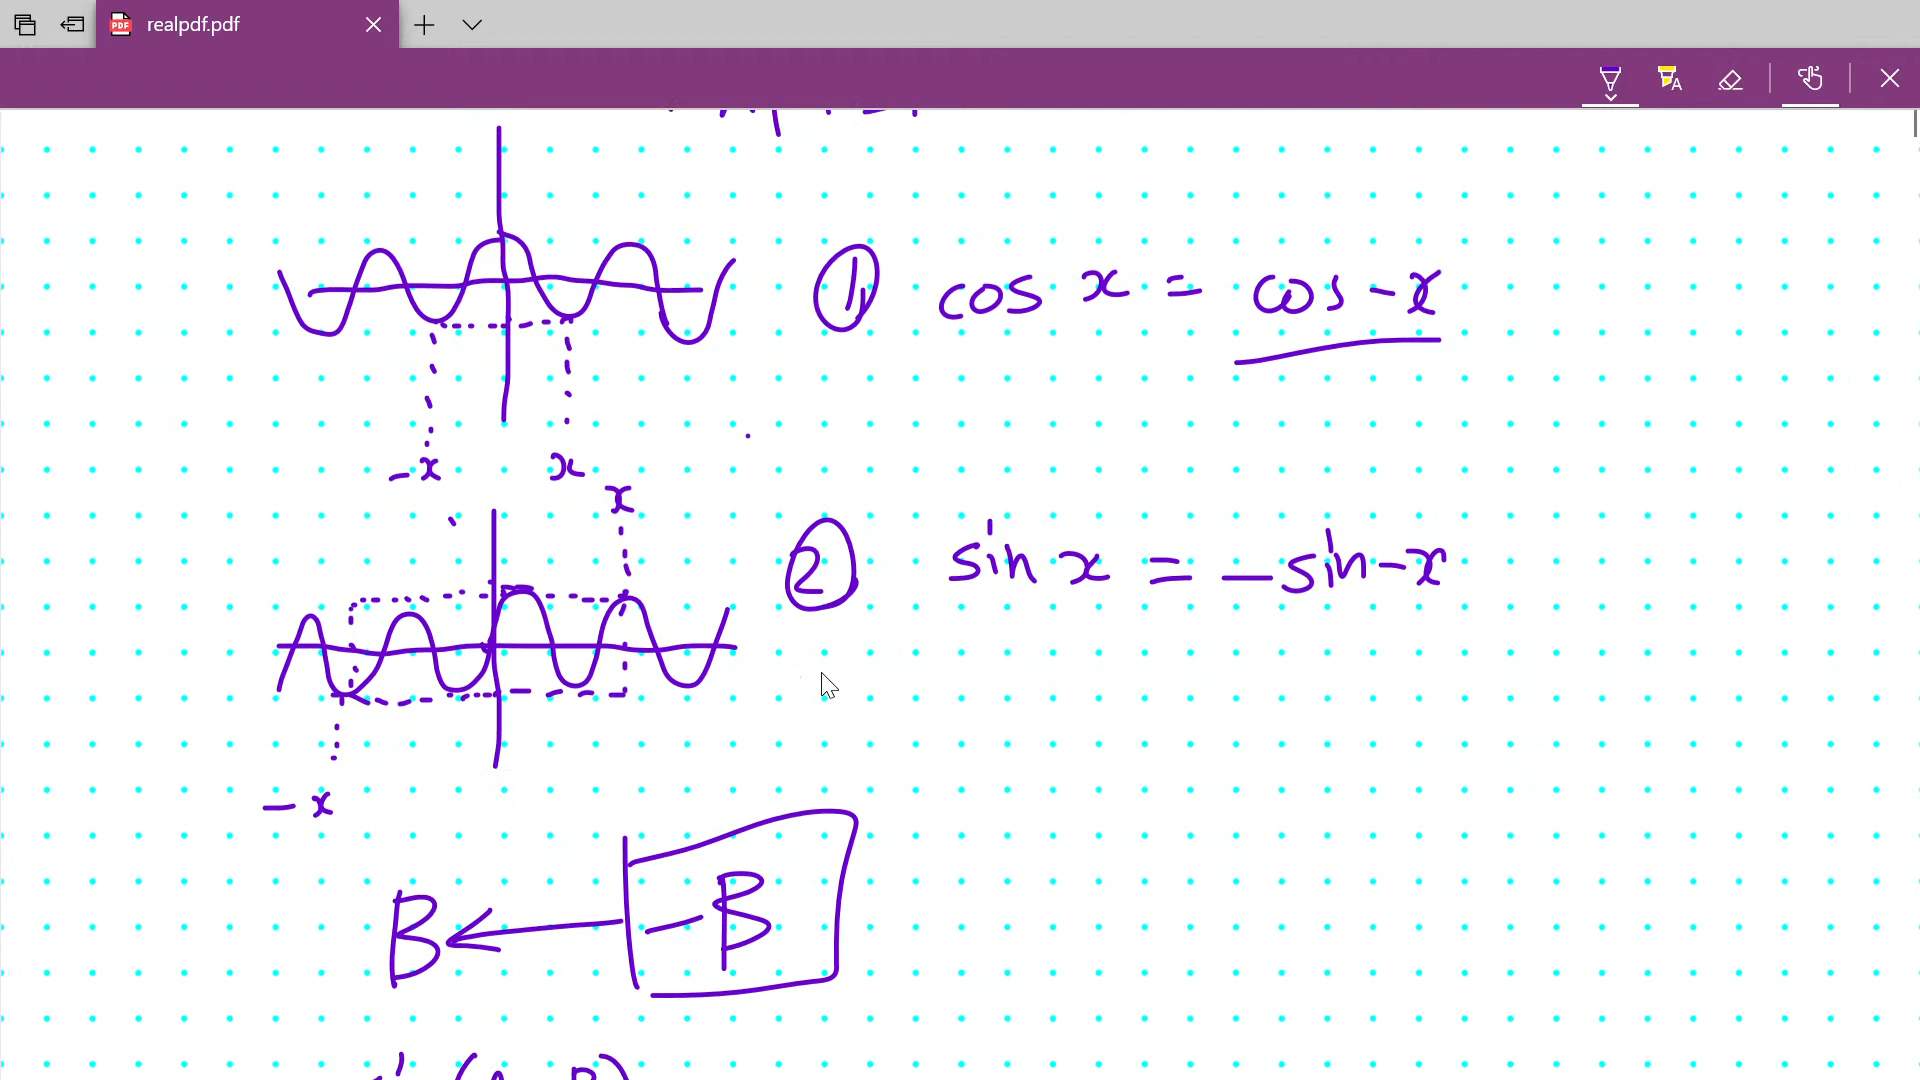 realpdf.pdf
① cos x = cos -x
-x x
x
② sin x = - sin -x
-x
B ← -B